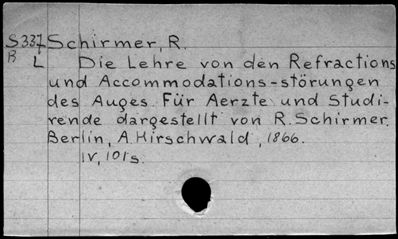 S337 Schirmer, R.
B L Die Lehre von den Refractions
und Accommodations-störungen
des Auges. Für Aerzte und Studi-
rende dargestellt von R. Schirmer.
Berlin, A. Hirschwald, 1866.
IV, 101 s.